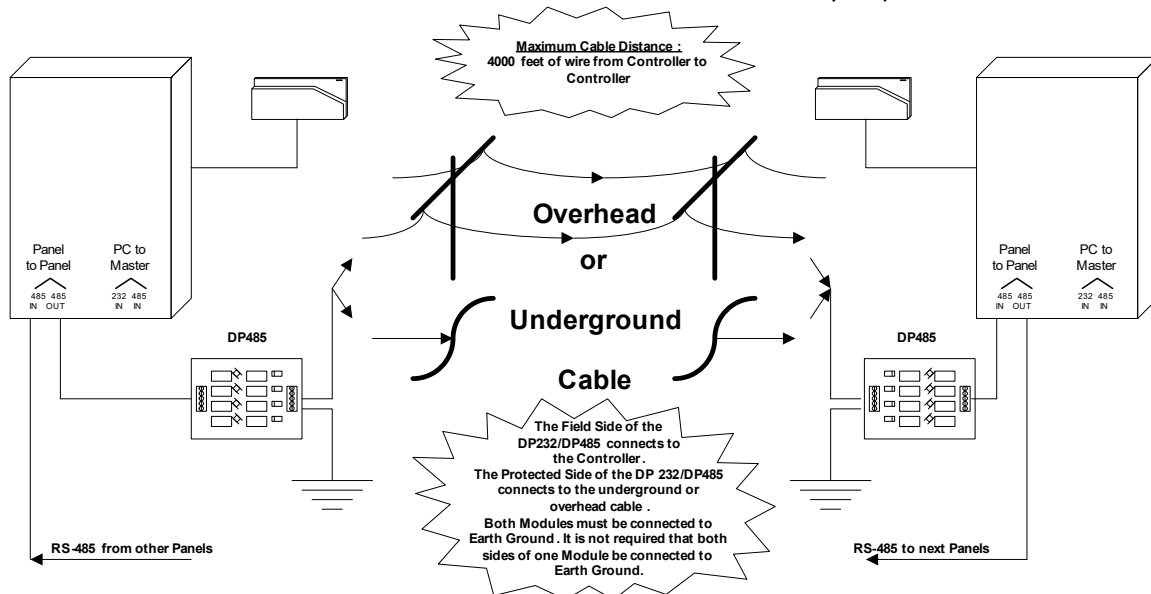 Maximum Cable Distance :
4000 feet of wire from Controller to
Controller
Overhead
or
Underground
Cable
Panel
to Panel
PC to
Master
485 485
IN OUT
232 485
IN IN
DP485
RS-485 from other Panels
Panel
to Panel
PC to
Master
485 485
IN OUT
232 485
IN IN
DP485
RS-485 to next Panels
The Field Side of the
DP232/DP485 connects to
the Controller .
The Protected Side of the DP 232/DP485
connects to the underground or
overhead cable .
Both Modules must be connected to
Earth Ground . It is not required that both
sides of one Module be connected to
Earth Ground.